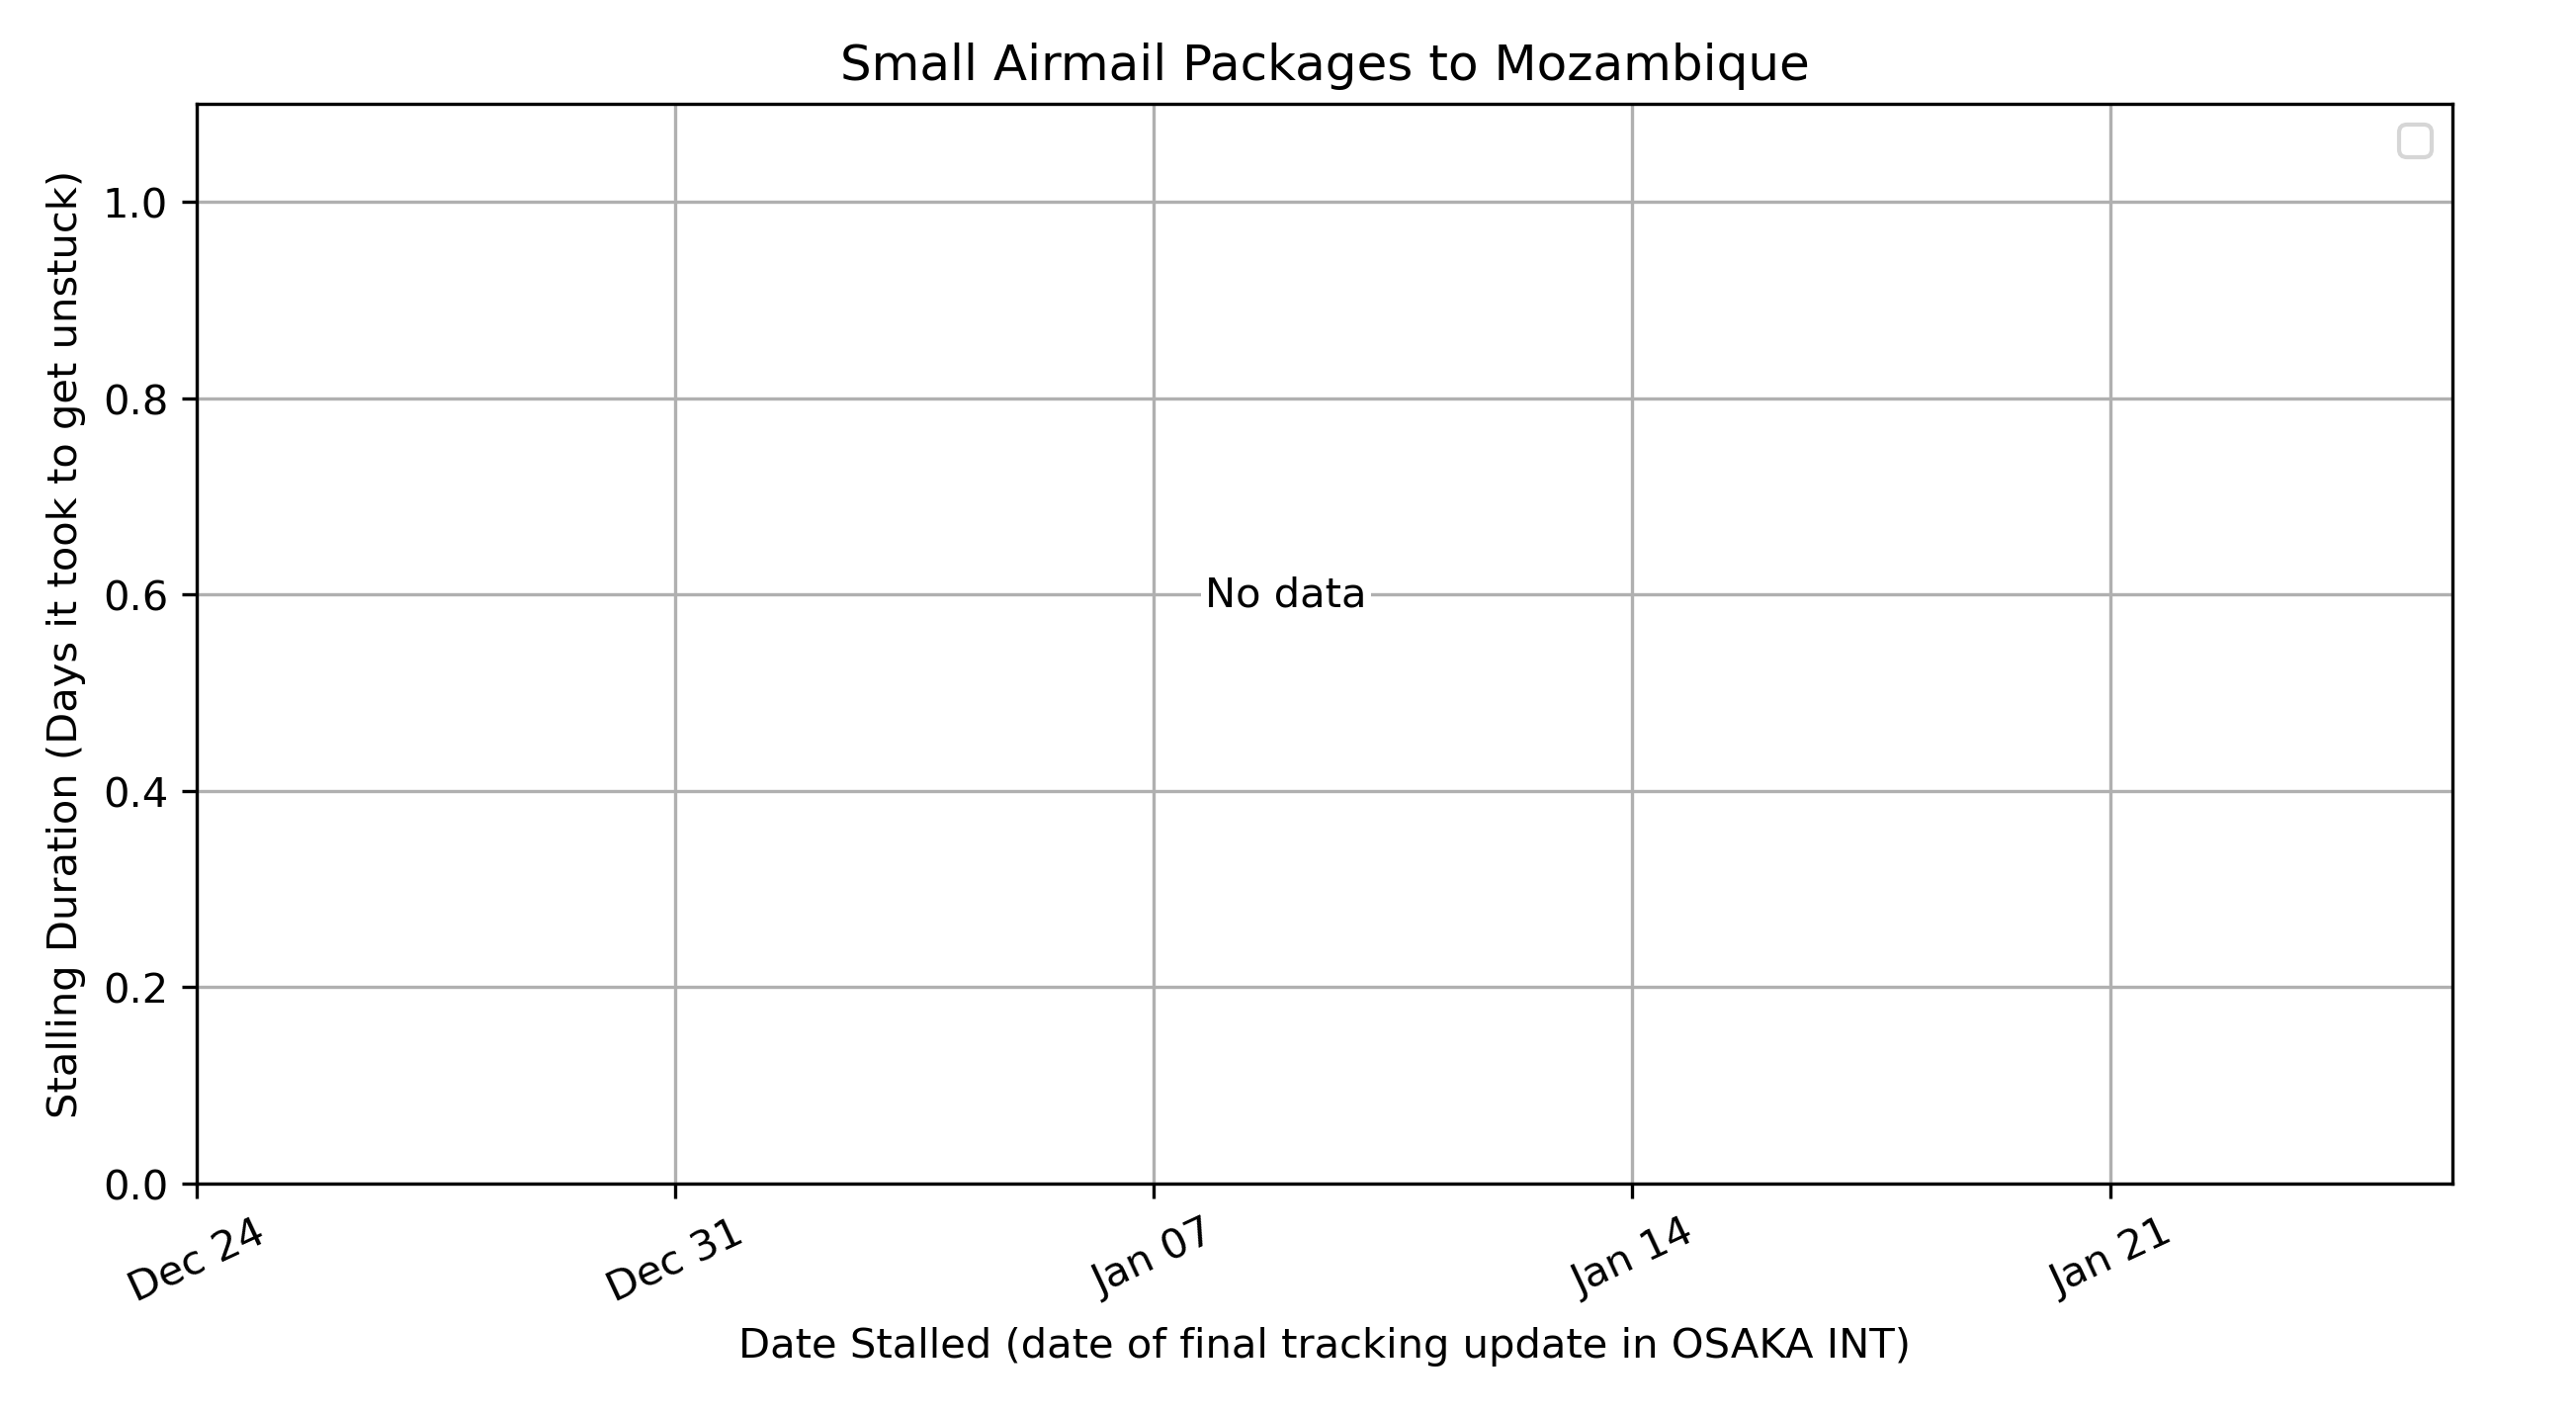 Small Airmail Packages to Mozambique
Stalling Duration (Days it took to get unstuck)
1.0
0.8
0.6
0.4
0.2
0.0
No data
Dec 24
Dec 31
Jan 07
Jan 14
Jan 21
Date Stalled (date of final tracking update in OSAKA INT)